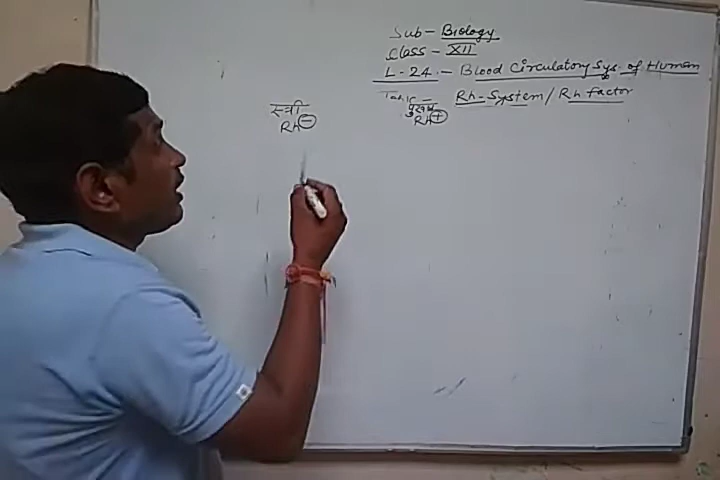 Sub - Biology
Class - XII
L-24. - Blood Circulatory Sys. of Human
Topic - Rh-System/Rh factor
स्त्री
Rh -
पुरुष
Rh +